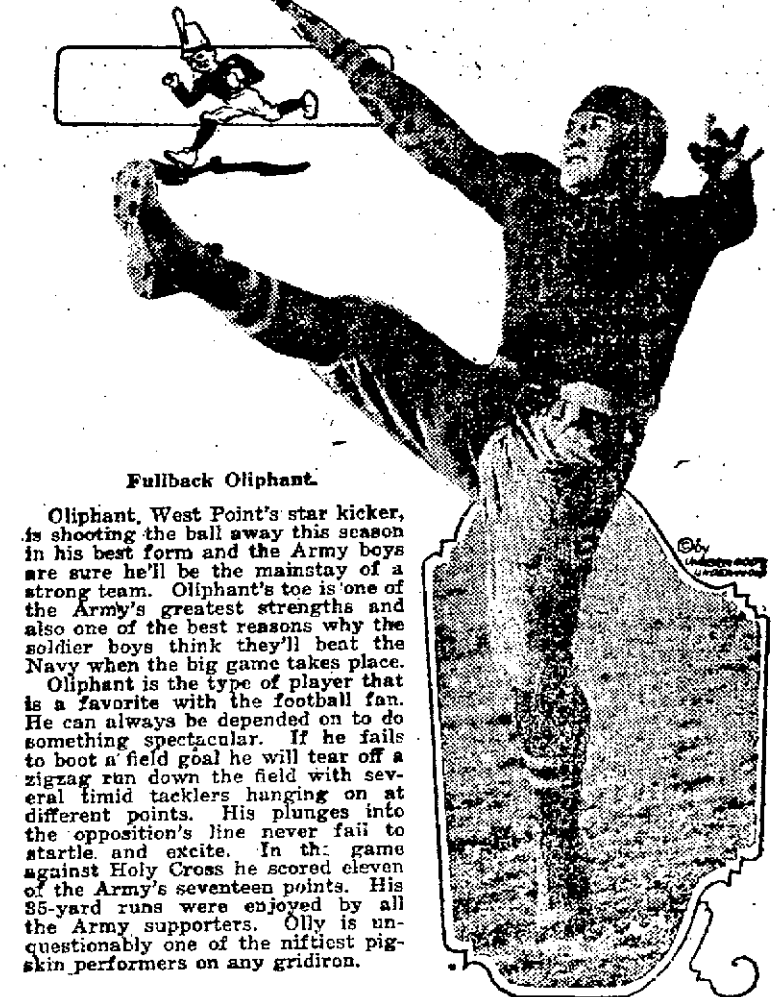 Fullback Oliphant.
Oliphant, West Point's star kicker,
is shooting the ball away this season
in his best form and the Army boys
are sure he'll be the mainstay of a
strong team. Oliphant's toe is one of
the Army's greatest strengths and
also one of the best reasons why the
soldier boys think they'll beat the
Navy when the big game takes place.
Oliphant is the type of player that
is a favorite with the football fan.
He can always be depended on to do
something spectacular. If he fails
to boot a field goal he will tear off a
zigzag run down the field with sev-
eral timid tacklers hanging on at
different points. His plunges into
the opposition's line never fail to
startle and excite. In the game
against Holy Cross he scored eleven
of the Army's seventeen points. His
85-yard runs were enjoyed by all
the Army supporters. Olly is un-
questionably one of the niftiest pig-
skin performers on any gridiron.
©by